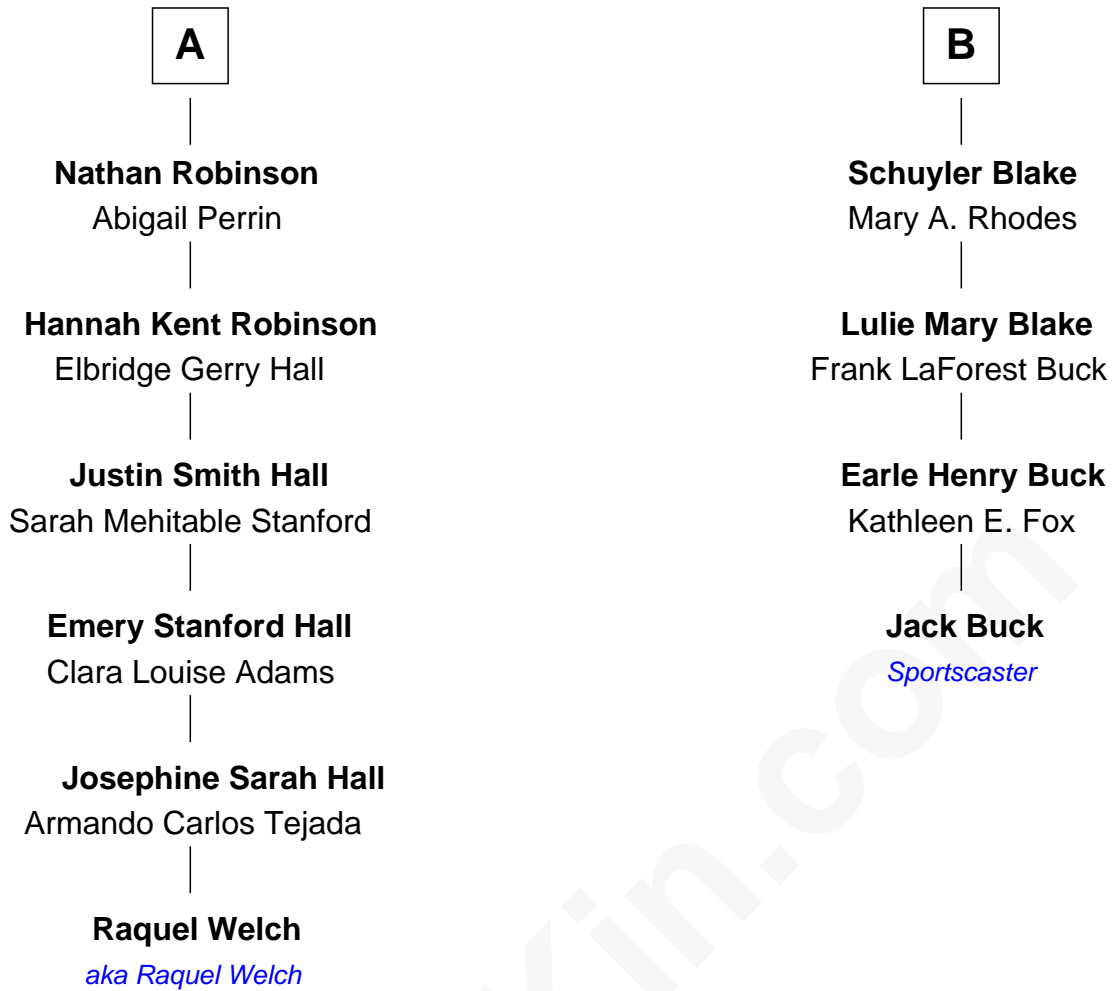 A
Nathan Robinson
Abigail Perrin
Hannah Kent Robinson
Elbridge Gerry Hall
Justin Smith Hall
Sarah Mehitable Stanford
Emery Stanford Hall
Clara Louise Adams
Josephine Sarah Hall
Armando Carlos Tejada
Raquel Welch
aka Raquel Welch
B
Schuyler Blake
Mary A. Rhodes
Lulie Mary Blake
Frank LaForest Buck
Earle Henry Buck
Kathleen E. Fox
Jack Buck
Sportscaster